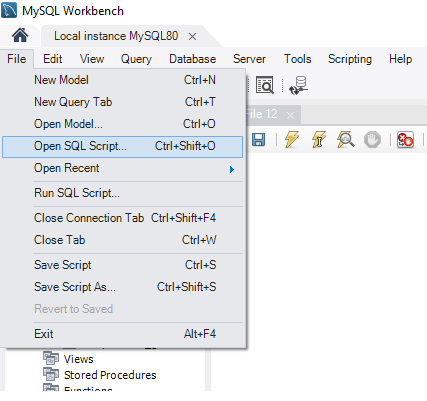 MySQL Workbench
Local instance MySQL80
File Edit View Query Database Server Tools Scripting Help
New Model Ctrl+N
New Query Tab Ctrl+T
File 12
Open Model... Ctrl+O
Open SQL Script... Ctrl+Shift+O
Open Recent
Run SQL Script...
Close Connection Tab Ctrl+Shift+F4
Close Tab Ctrl+W
Save Script Ctrl+S
Save Script As... Ctrl+Shift+S
Revert to Saved
Exit Alt+F4
Views
Stored Procedures
Functions